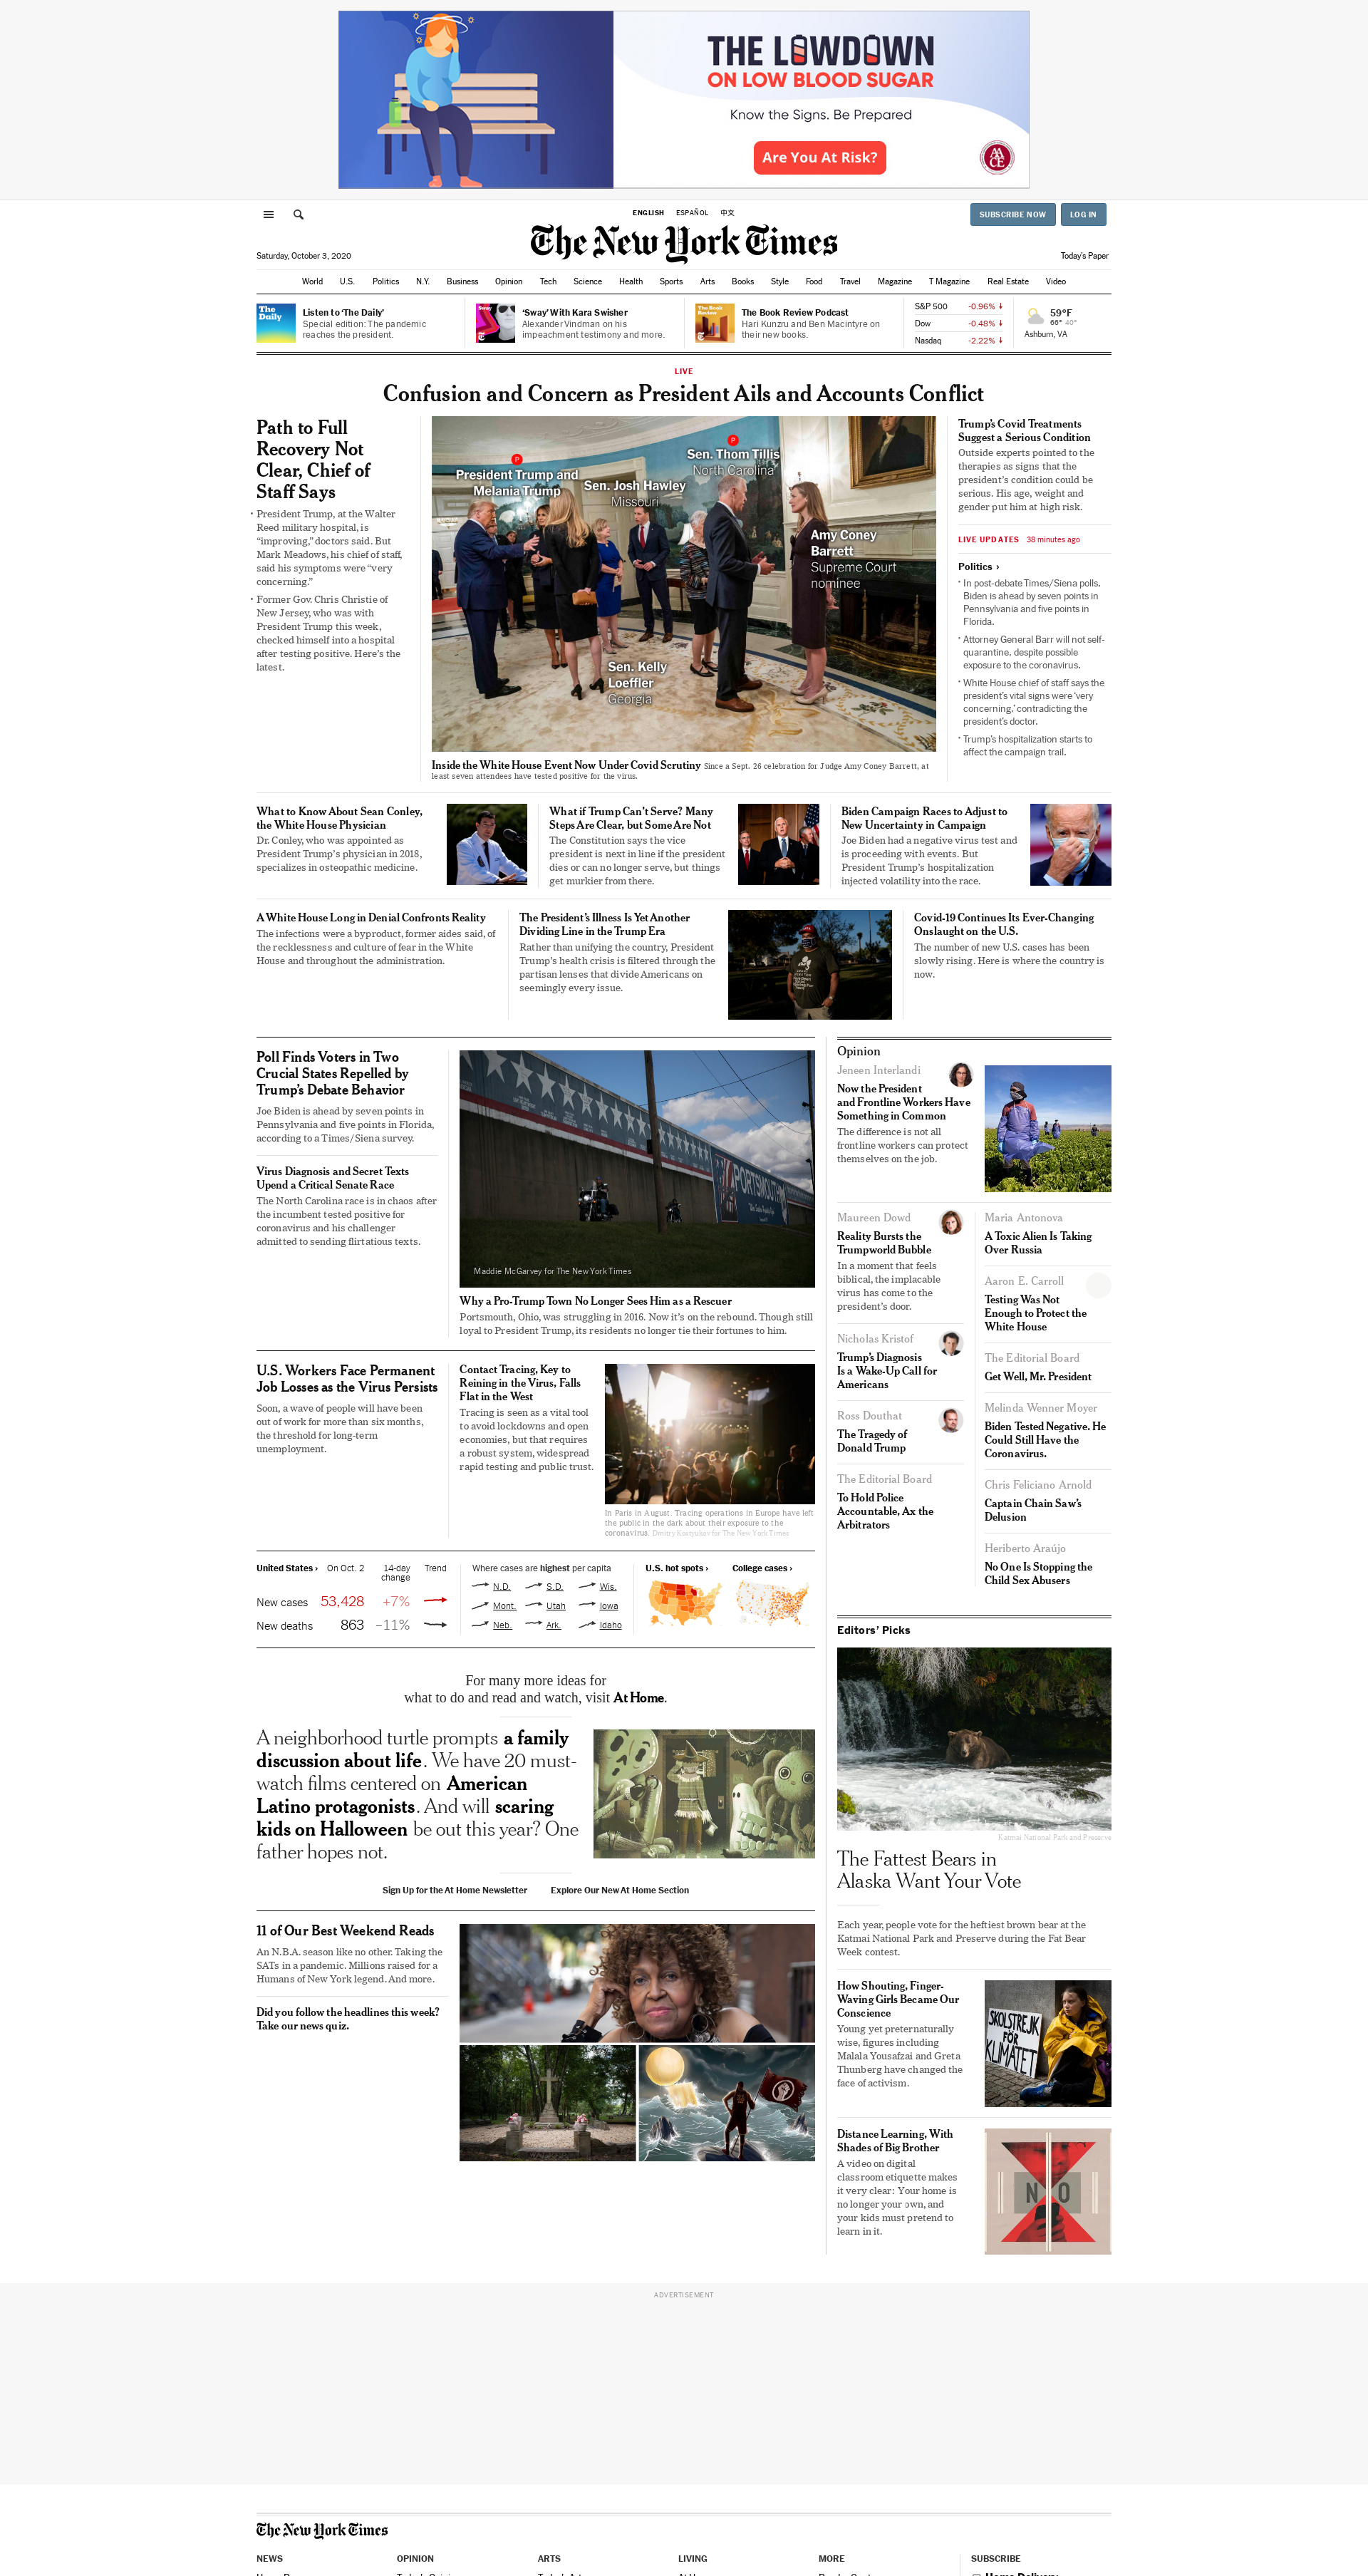 THE LOWDOWN
ON LOW BLOOD SUGAR
Know the Signs. Be Prepared
Are You At Risk?
AACE
ENGLISH ESPAÑOL 中文
SUBSCRIBE NOW LOG IN
The New York Times
Saturday, October 3, 2020
Today's Paper
World U.S. Politics N.Y. Business Opinion Tech Science Health Sports Arts Books Style Food Travel Magazine T Magazine Real Estate Video
The Daily
Listen to 'The Daily'
Special edition: The pandemic
reaches the president.
Sway
'Sway' With Kara Swisher
Alexander Vindman on his
impeachment testimony and more.
The Book Review
The Book Review Podcast
Hari Kunzru and Ben Macintyre on
their new books.
S&P 500 -0.96%
Dow -0.48%
Nasdaq -2.22%
59°F
66° 40°
Ashburn, VA
LIVE
Confusion and Concern as President Ails and Accounts Conflict
Path to Full
Recovery Not
Clear, Chief of
Staff Says
• President Trump, at the Walter
Reed military hospital, is
“improving,” doctors said. But
Mark Meadows, his chief of staff,
said his symptoms were “very
concerning.”
• Former Gov. Chris Christie of
New Jersey, who was with
President Trump this week,
checked himself into a hospital
after testing positive. Here's the
latest.
P
President Trump and
Melania Trump
Sen. Josh Hawley
Missouri
P
Sen. Thom Tillis
North Carolina
Amy Coney
Barrett
Supreme Court
nominee
Sen. Kelly
Loeffler
Georgia
Inside the White House Event Now Under Covid Scrutiny Since a Sept. 26 celebration for Judge Amy Coney Barrett, at
least seven attendees have tested positive for the virus.
Trump's Covid Treatments
Suggest a Serious Condition
Outside experts pointed to the
therapies as signs that the
president's condition could be
serious. His age, weight and
gender put him at high risk.
LIVE UPDATES 38 minutes ago
Politics ›
• In post-debate Times/Siena polls,
Biden is ahead by seven points in
Pennsylvania and five points in
Florida.
• Attorney General Barr will not self-
quarantine, despite possible
exposure to the coronavirus.
• White House chief of staff says the
president's vital signs were 'very
concerning,' contradicting the
president's doctor.
• Trump's hospitalization starts to
affect the campaign trail.
What to Know About Sean Conley,
the White House Physician
Dr. Conley, who was appointed as
President Trump's physician in 2018,
specializes in osteopathic medicine.
What if Trump Can't Serve? Many
Steps Are Clear, but Some Are Not
The Constitution says the vice
president is next in line if the president
dies or can no longer serve, but things
get murkier from there.
Biden Campaign Races to Adjust to
New Uncertainty in Campaign
Joe Biden had a negative virus test and
is proceeding with events. But
President Trump's hospitalization
injected volatility into the race.
A White House Long in Denial Confronts Reality
The infections were a byproduct, former aides said, of
the recklessness and culture of fear in the White
House and throughout the administration.
The President's Illness Is Yet Another
Dividing Line in the Trump Era
Rather than unifying the country, President
Trump's health crisis is filtered through the
partisan lenses that divide Americans on
seemingly every issue.
Covid-19 Continues Its Ever-Changing
Onslaught on the U.S.
The number of new U.S. cases has been
slowly rising. Here is where the country is
now.
Poll Finds Voters in Two
Crucial States Repelled by
Trump's Debate Behavior
Joe Biden is ahead by seven points in
Pennsylvania and five points in Florida,
according to a Times/Siena survey.
Virus Diagnosis and Secret Texts
Upend a Critical Senate Race
The North Carolina race is in chaos after
the incumbent tested positive for
coronavirus and his challenger
admitted to sending flirtatious texts.
PORTSMOUTH
Maddie McGarvey for The New York Times
Why a Pro-Trump Town No Longer Sees Him as a Rescuer
Portsmouth, Ohio, was struggling in 2016. Now it's on the rebound. Though still
loyal to President Trump, its residents no longer tie their fortunes to him.
U.S. Workers Face Permanent
Job Losses as the Virus Persists
Soon, a wave of people will have been
out of work for more than six months,
the threshold for long-term
unemployment.
Contact Tracing, Key to
Reining in the Virus, Falls
Flat in the West
Tracing is seen as a vital tool
to avoid lockdowns and open
economies, but that requires
a robust system, widespread
rapid testing and public trust.
In Paris in August. Tracing operations in Europe have left
the public in the dark about their exposure to the
coronavirus. Dmitry Kostyukov for The New York Times
United States › On Oct. 2 14-day
change Trend
New cases 53,428 +7%
New deaths 863 –11%
Where cases are highest per capita
N.D. S.D. Wis.
Mont. Utah Iowa
Neb. Ark. Idaho
U.S. hot spots › College cases ›
For many more ideas for
what to do and read and watch, visit At Home.
A neighborhood turtle prompts a family
discussion about life. We have 20 must-
watch films centered on American
Latino protagonists. And will scaring
kids on Halloween be out this year? One
father hopes not.
Sign Up for the At Home Newsletter Explore Our New At Home Section
11 of Our Best Weekend Reads
An N.B.A. season like no other. Taking the
SATs in a pandemic. Millions raised for a
Humans of New York legend. And more.
Did you follow the headlines this week?
Take our news quiz.
Opinion
Jeneen Interlandi
Now the President
and Frontline Workers Have
Something in Common
The difference is not all
frontline workers can protect
themselves on the job.
Maureen Dowd
Reality Bursts the
Trumpworld Bubble
In a moment that feels
biblical, the implacable
virus has come to the
president's door.
Nicholas Kristof
Trump's Diagnosis
Is a Wake-Up Call for
Americans
Ross Douthat
The Tragedy of
Donald Trump
The Editorial Board
To Hold Police
Accountable, Ax the
Arbitrators
Maria Antonova
A Toxic Alien Is Taking
Over Russia
Aaron E. Carroll
Testing Was Not
Enough to Protect the
White House
The Editorial Board
Get Well, Mr. President
Melinda Wenner Moyer
Biden Tested Negative. He
Could Still Have the
Coronavirus.
Chris Feliciano Arnold
Captain Chain Saw's
Delusion
Heriberto Araújo
No One Is Stopping the
Child Sex Abusers
Editors' Picks
Katmai National Park and Preserve
The Fattest Bears in
Alaska Want Your Vote
Each year, people vote for the heftiest brown bear at the
Katmai National Park and Preserve during the Fat Bear
Week contest.
How Shouting, Finger-
Waving Girls Became Our
Conscience
Young yet preternaturally
wise, figures including
Malala Yousafzai and Greta
Thunberg have changed the
face of activism.
SKOLSTREJK
FÖR
KLIMATET
Distance Learning, With
Shades of Big Brother
A video on digital
classroom etiquette makes
it very clear: Your home is
no longer your own, and
your kids must pretend to
learn in it.
NO
ADVERTISEMENT
The New York Times
NEWS OPINION ARTS LIVING MORE SUBSCRIBE